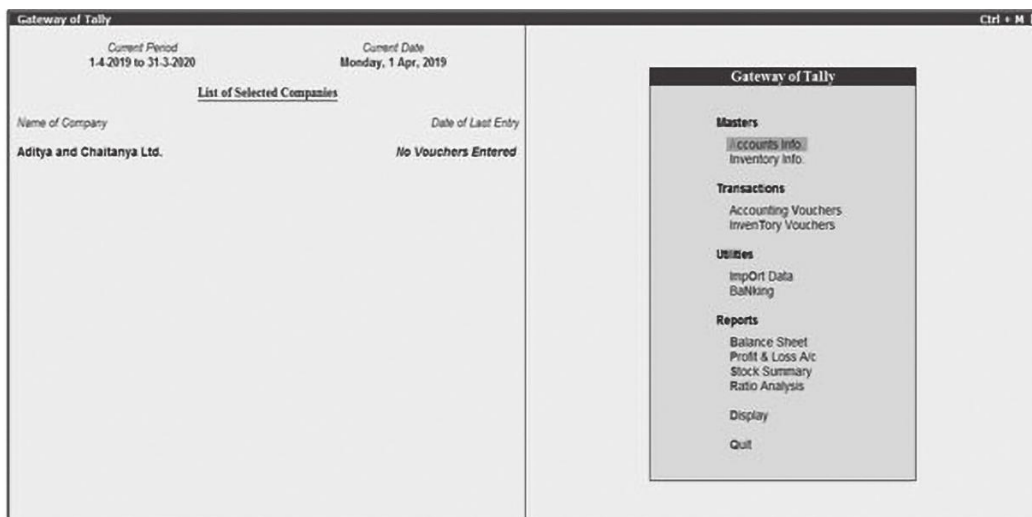 Gateway of Tally
Ctrl + M
Current Period
1-4-2019 to 31-3-2020
Current Date
Monday, 1 Apr, 2019
List of Selected Companies
Name of Company
Date of Last Entry
Aditya and Chaitanya Ltd.
No Vouchers Entered
Gateway of Tally
Masters
Accounts Info.
Inventory Info.
Transactions
Accounting Vouchers
InvenTory Vouchers
Utilities
ImpOrt Data
BaNking
Reports
Balance Sheet
Profit & Loss A/c
Stock Summary
Ratio Analysis
Display
Quit